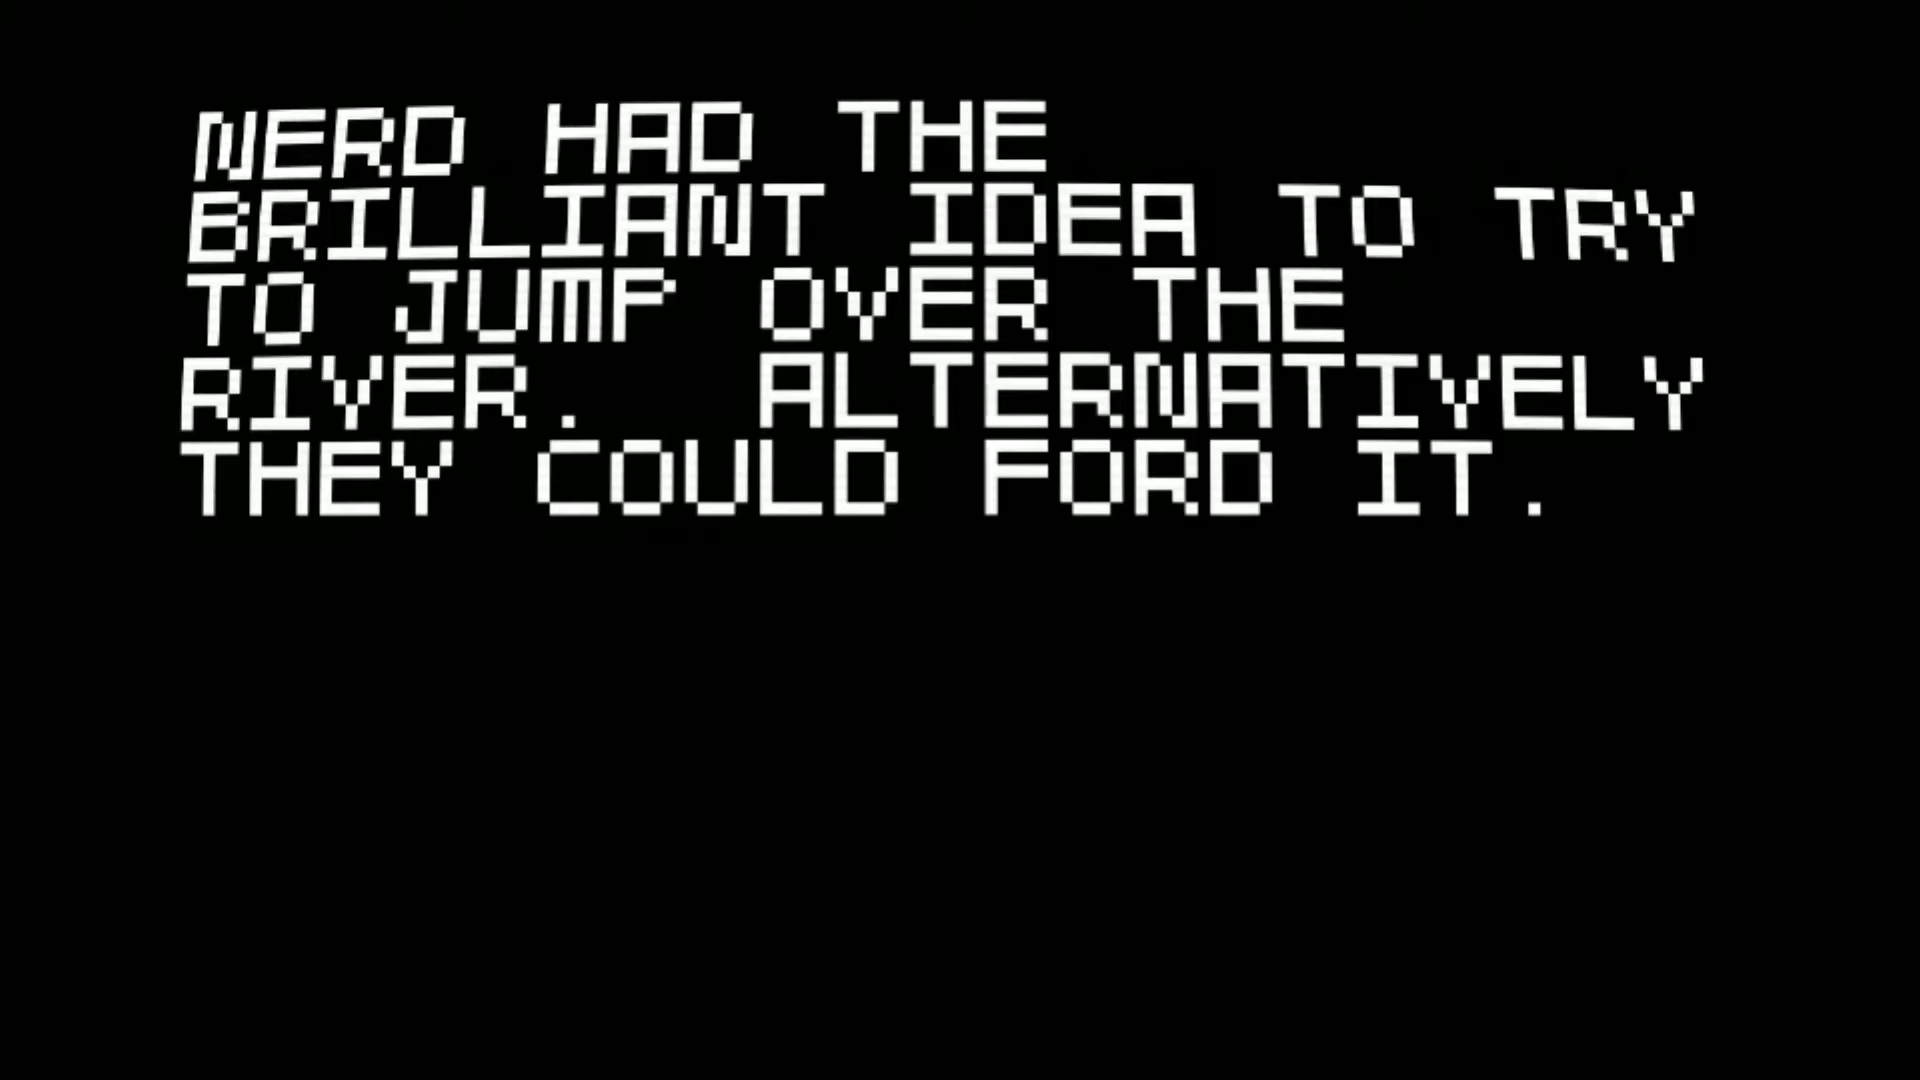 NERD HAD THE
BRILLIANT IDEA TO TRY
TO JUMP OVER THE
RIVER. ALTERNATIVELY
THEY COULD FORD IT.